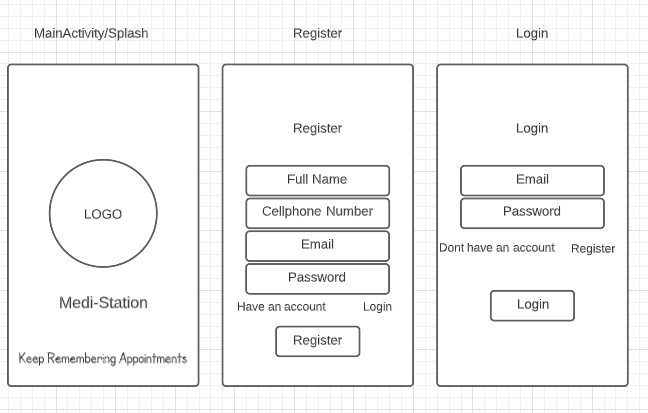 MainActivity/Splash
LOGO
Medi-Station
Keep Remembering Appointments
Register
Register
Full Name
Cellphone Number
Email
Password
Have an account Login
Register
Login
Login
Email
Password
Dont have an account Register
Login